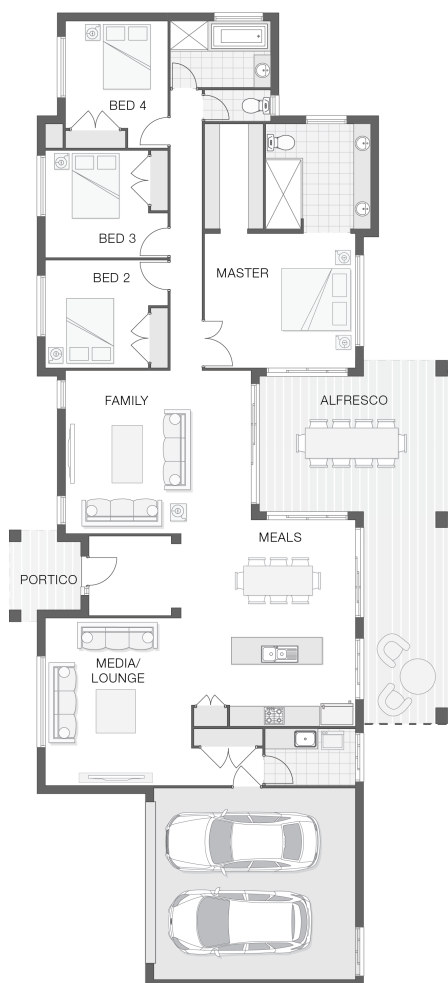 BED 4
BED 3
BED 2
MASTER
FAMILY
ALFRESCO
MEALS
PORTICO
MEDIA/
LOUNGE